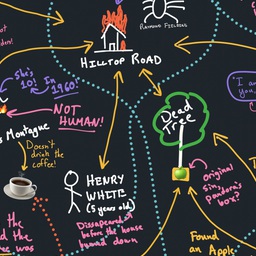 RAYMOND FIELDING
HILLTOP ROAD
She's
10! & In
1960!
NOT
HUMAN!
Montague
Doesn't
drink the
coffee!
Dead
Tree
"I am
you,
HENRY
WHITE
(5 years old)
Dissapeared
before the house
burned down
original
sin,
pandora's
box?
the
was
Found
an Apple